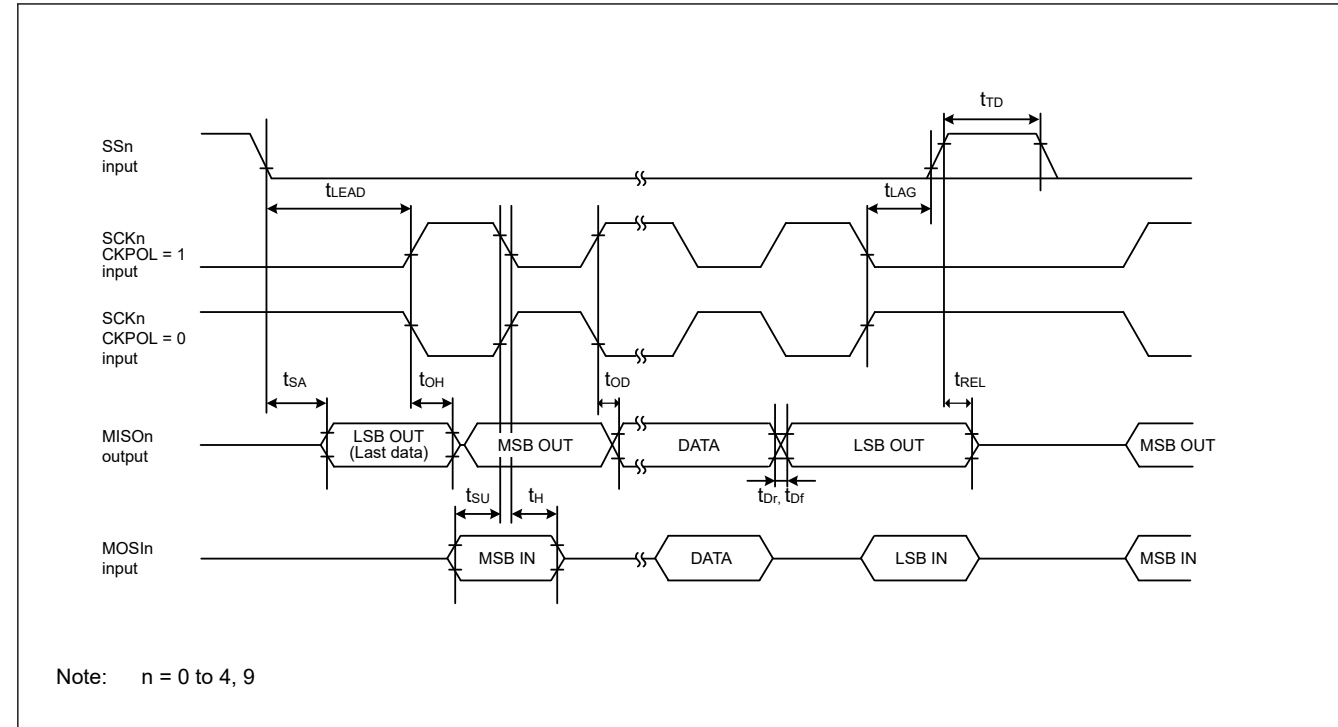 tTD
SSn
input
tLEAD
tLAG
SCKn
CKPOL = 1
input
SCKn
CKPOL = 0
input
tSA
tOH
tOD
tREL
MISOn
output
LSB OUT
(Last data)
MSB OUT
DATA
LSB OUT
MSB OUT
tSU
tH
tDr, tDf
MOSIn
input
MSB IN
DATA
LSB IN
MSB IN
Note: n = 0 to 4, 9